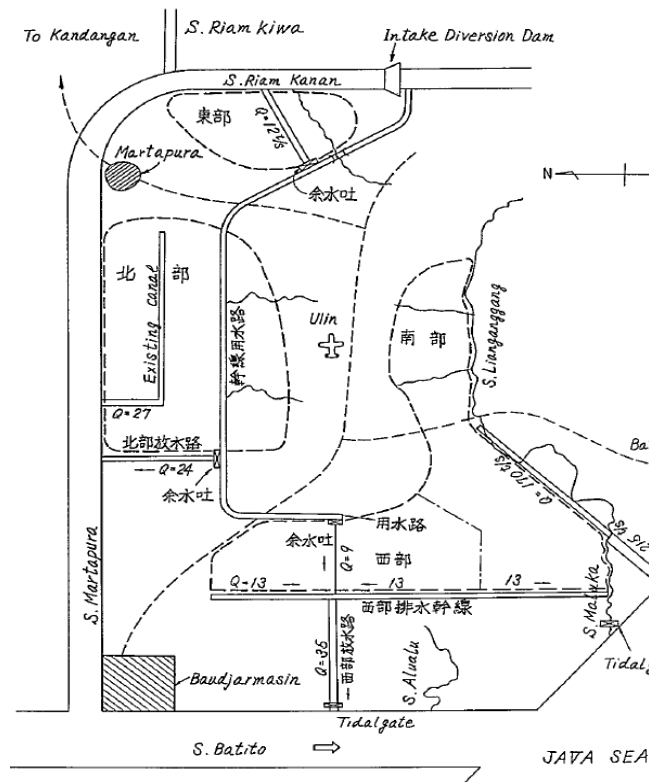 To Kandangan
S. Riam Kiwa
Intake Diversion Dam
S. Riam Kanan
東部
Martapura
余水吐
N
北部
Existing canal
Ulin
幹線用水路
南部
S. Lianganggang
Q=27
北部放水路
Q=24
余水吐
用水路
余水吐
西部
Q=9
Q=13
13
13
西部排水幹線
S. Martapura
Q=35
西部放水路
S. Alualu
Baudjarmasin
Tidalgate
S. Batito
JAVA SEA